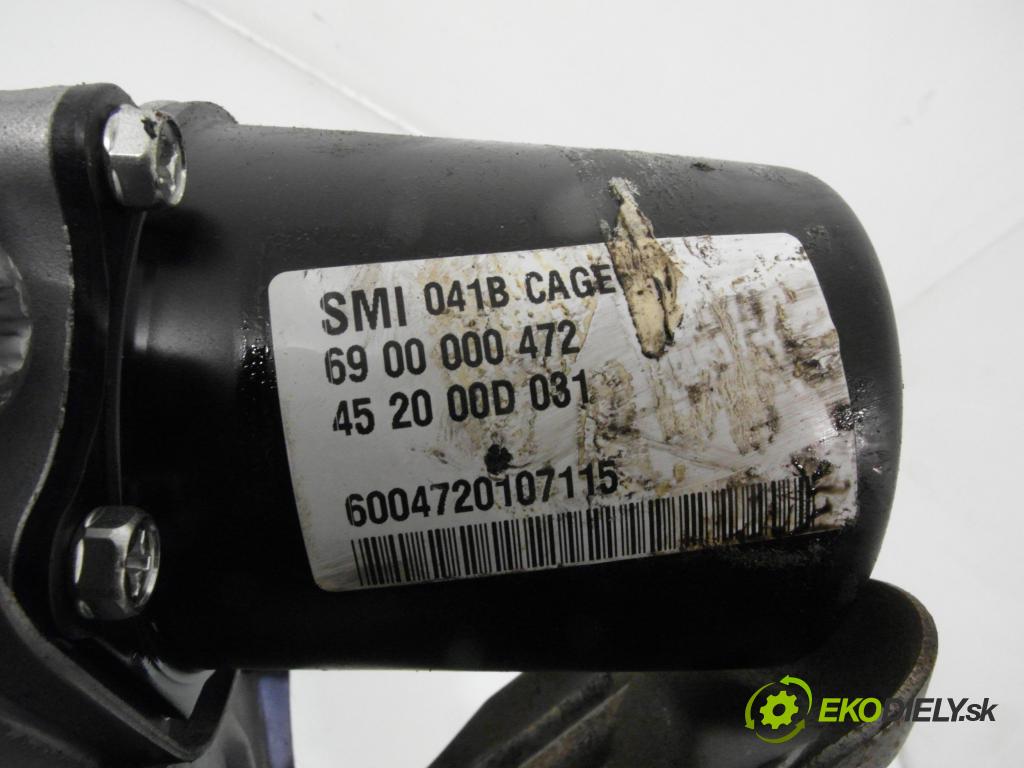 SMI 041B CAGE
69 00 000 472
45 20 00D 031
6004720107115
EKODIELY.sk